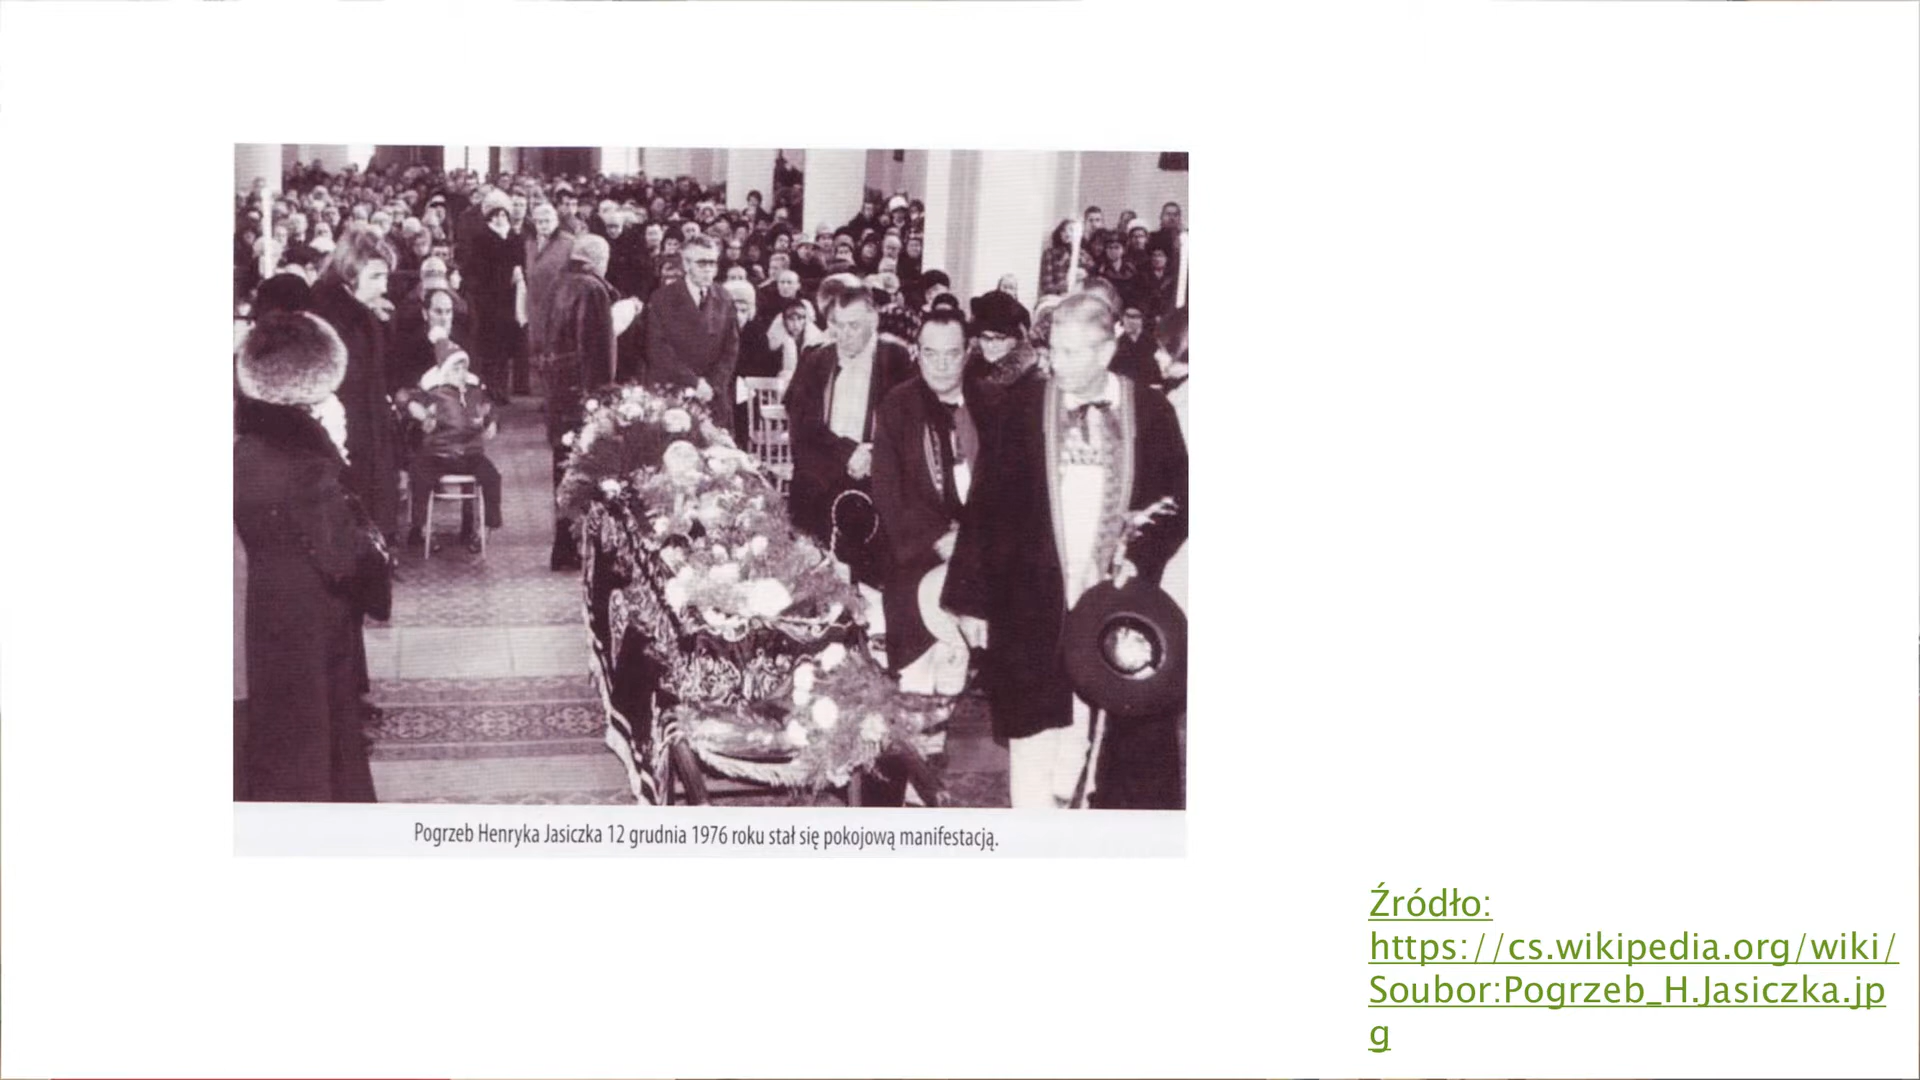 Pogrzeb Henryka Jasiczka 12 grudnia 1976 roku stał się pokojową manifestacją.
Źródło:
https://cs.wikipedia.org/wiki/
Soubor:Pogrzeb_H.Jasiczka.jp
g